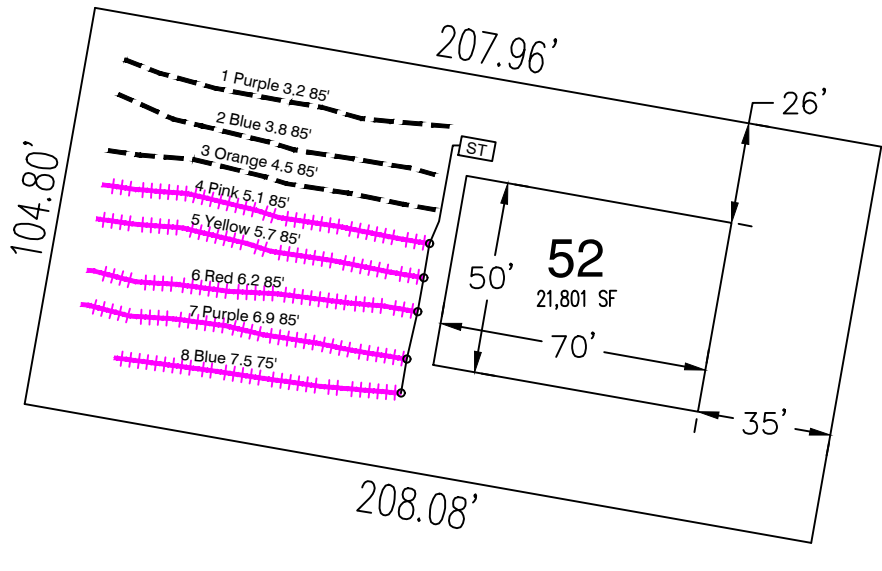 207.96'
26'
1 Purple 3.2 85'
2 Blue 3.8 85'
ST
3 Orange 4.5 85'
104.80'
4 Pink 5.1 85'
5 Yellow 5.7 85'
52
50'
21,801 SF
6 Red 6.2 85'
7 Purple 6.9 85'
70'
8 Blue 7.5 75'
35'
208.08'